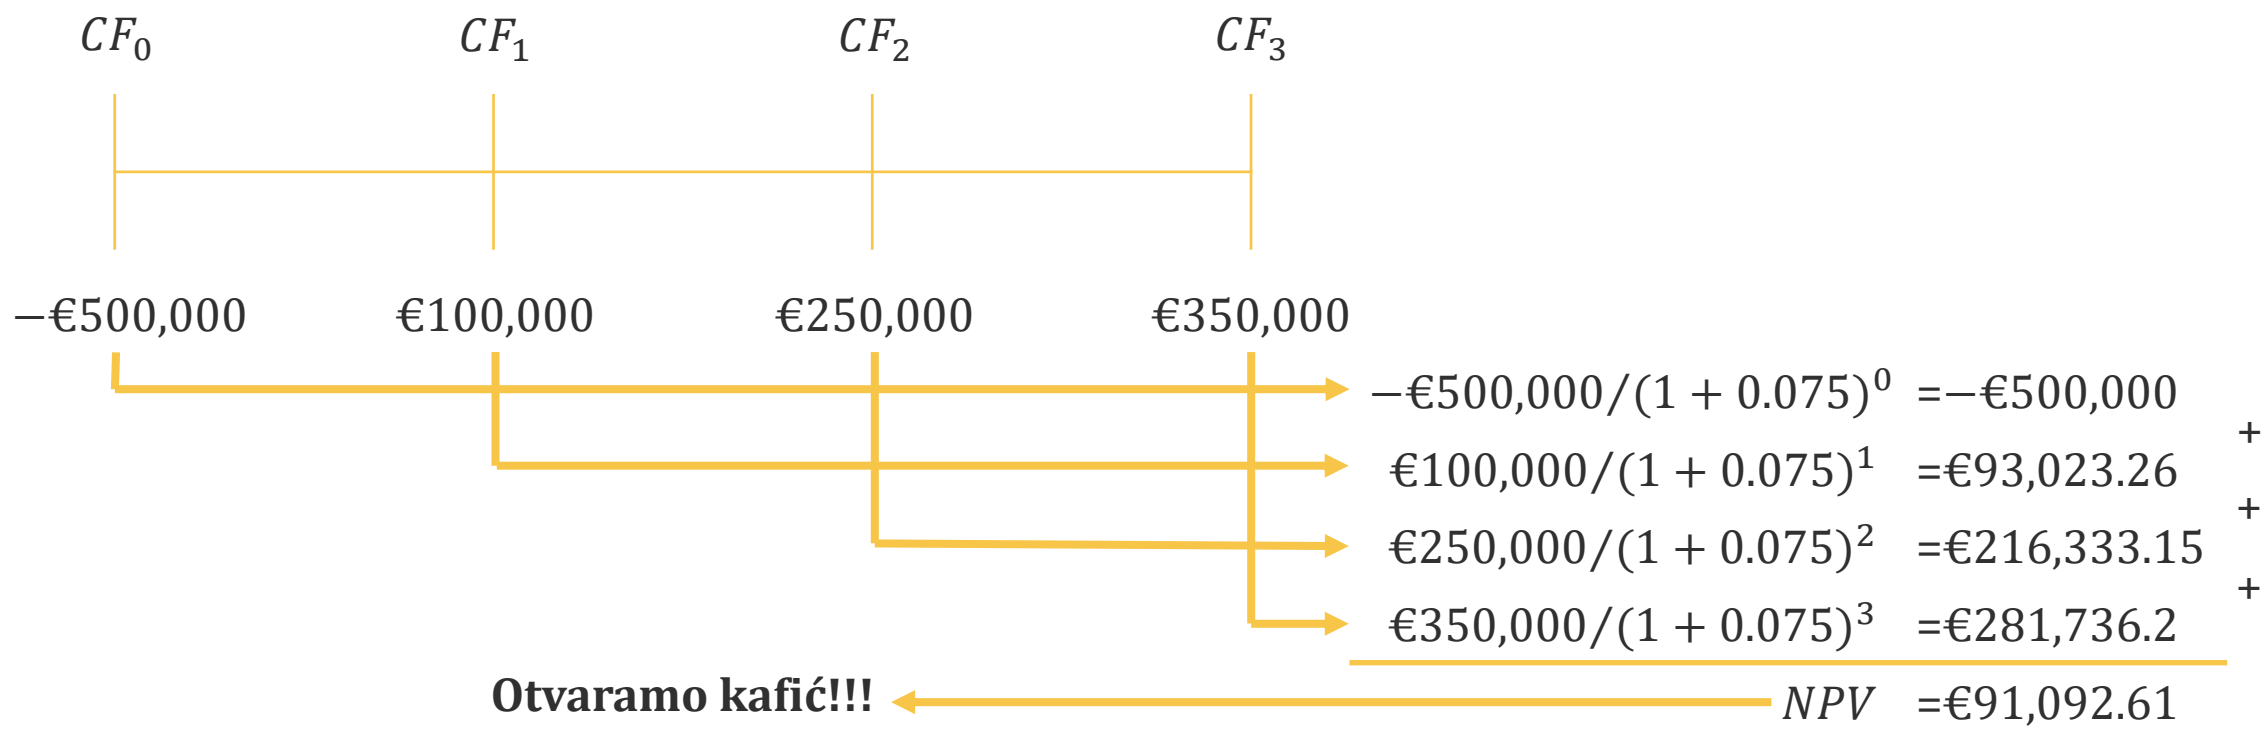 CF₀ CF₁ CF₂ CF₃
−€500,000 €100,000 €250,000 €350,000
−€500,000/(1 + 0.075)⁰ =−€500,000
+
€100,000/(1 + 0.075)¹ =€93,023.26
+
€250,000/(1 + 0.075)² =€216,333.15
+
€350,000/(1 + 0.075)³ =€281,736.2
Otvaramo kafić!!! NPV =€91,092.61